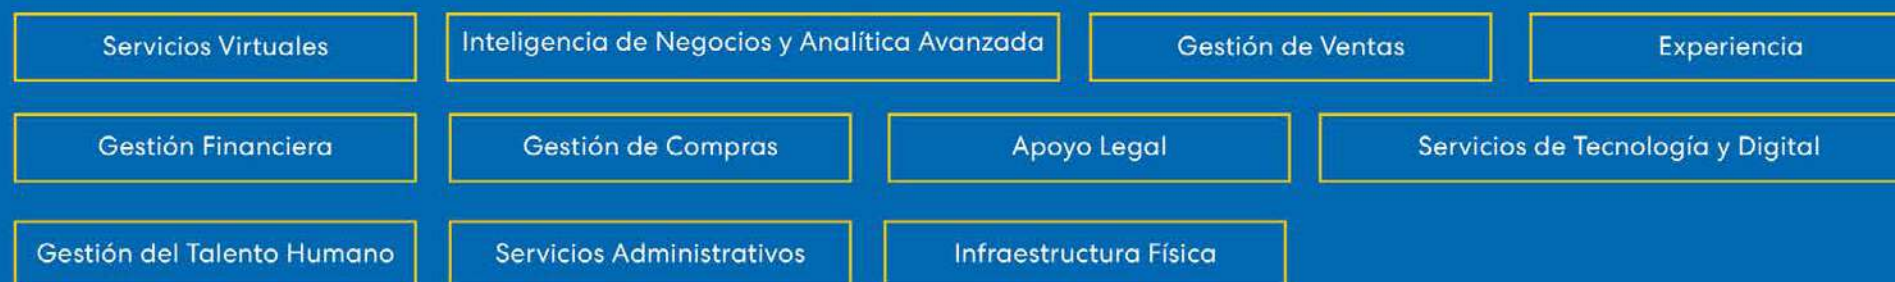 Servicios Virtuales
Inteligencia de Negocios y Analítica Avanzada
Gestión de Ventas
Experiencia
Gestión Financiera
Gestión de Compras
Apoyo Legal
Servicios de Tecnología y Digital
Gestión del Talento Humano
Servicios Administrativos
Infraestructura Física